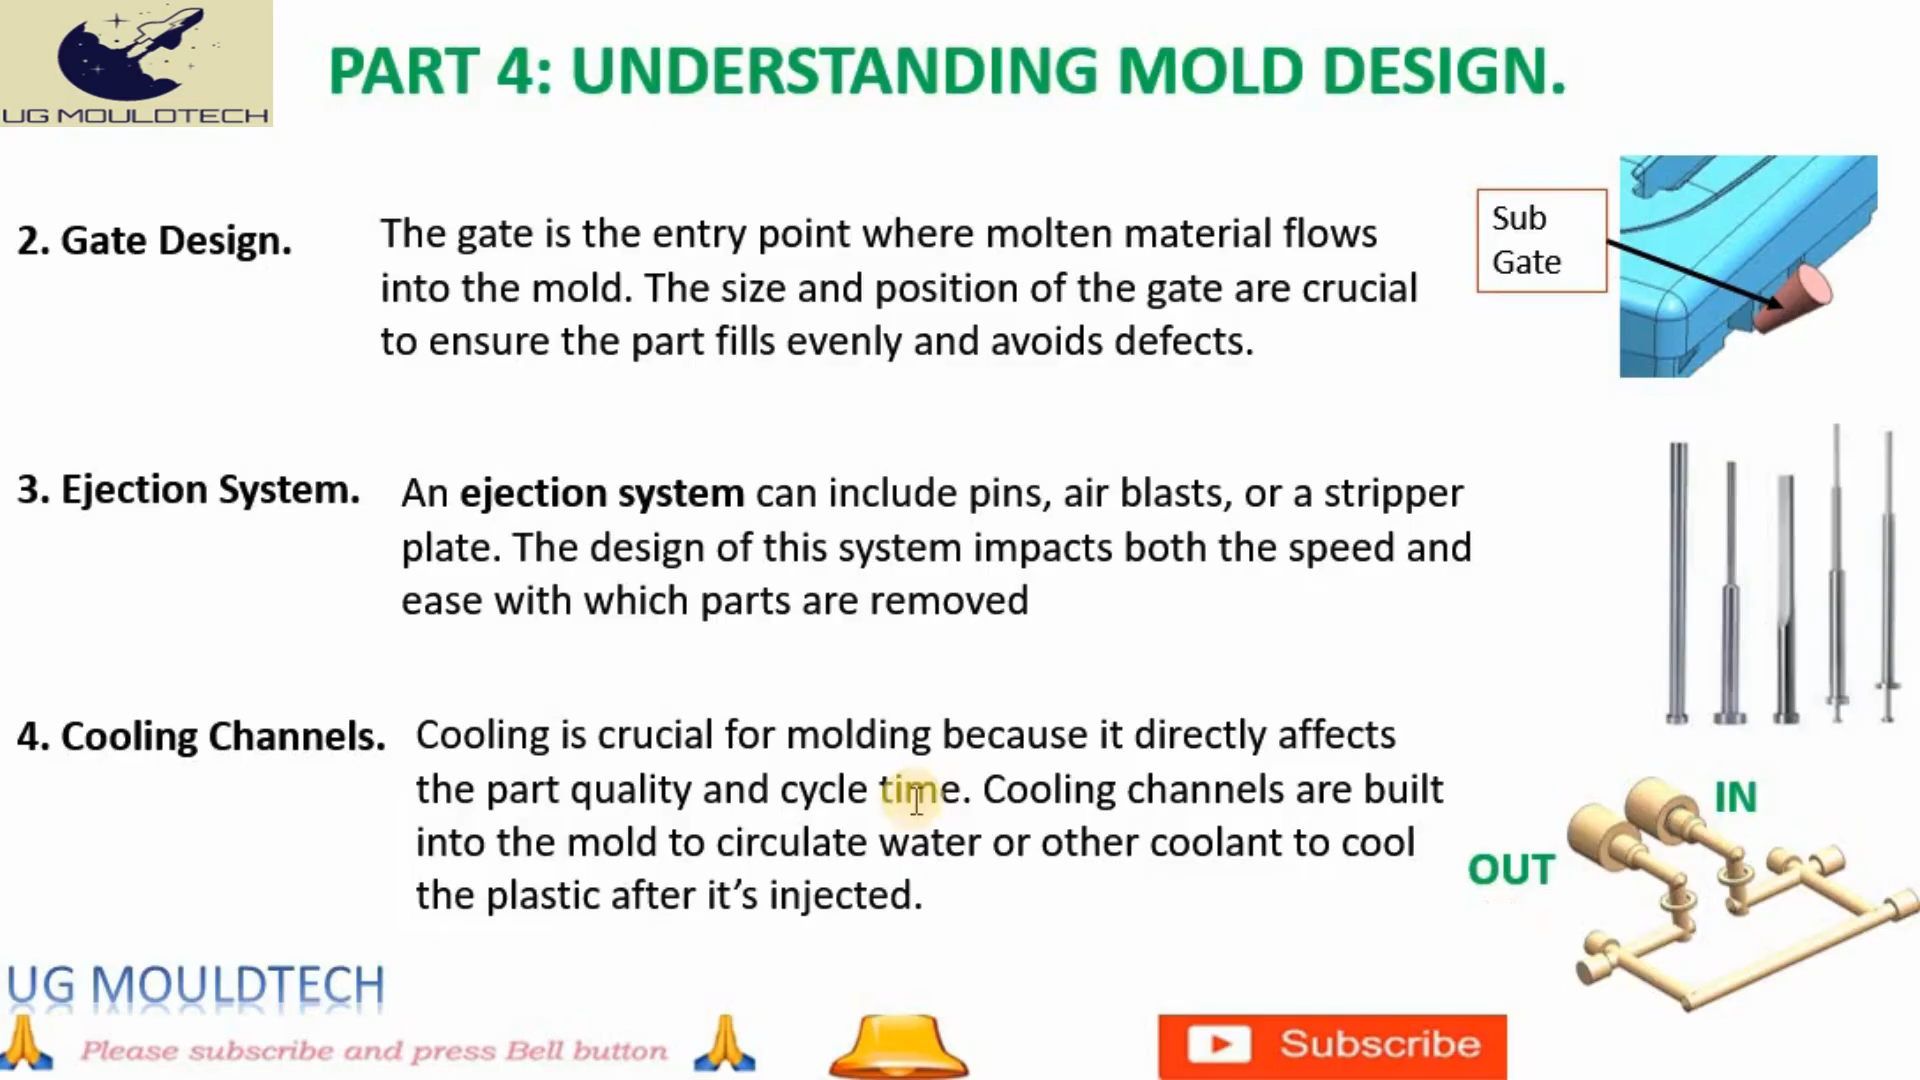 UG MOULDTECH
PART 4: UNDERSTANDING MOLD DESIGN.
2. Gate Design.
The gate is the entry point where molten material flows
into the mold. The size and position of the gate are crucial
to ensure the part fills evenly and avoids defects.
Sub
Gate
3. Ejection System.
An ejection system can include pins, air blasts, or a stripper
plate. The design of this system impacts both the speed and
ease with which parts are removed
4. Cooling Channels.
Cooling is crucial for molding because it directly affects
the part quality and cycle time. Cooling channels are built
into the mold to circulate water or other coolant to cool
the plastic after it’s injected.
IN
OUT
UG MOULDTECH
Please subscribe and press Bell button
Subscribe